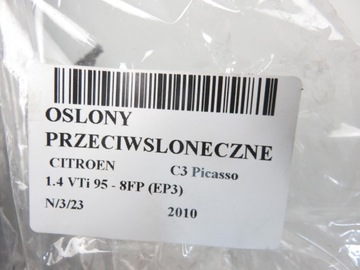 OSLONY
PRZECIWSLONECZNE
CITROEN C3 Picasso
1.4 VTi 95 - 8FP (EP3)
N/3/23 2010